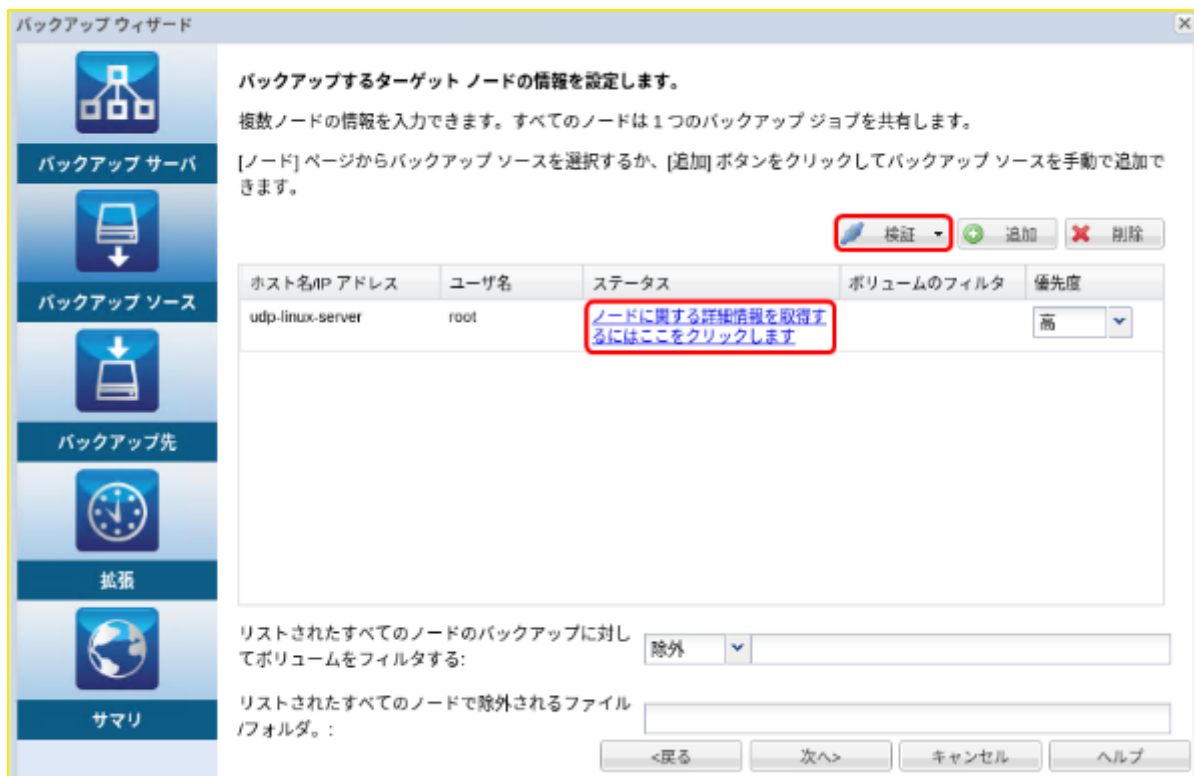 バックアップ ウィザード
バックアップ サーバ
バックアップ ソース
バックアップ先
拡張
サマリ
バックアップするターゲット ノードの情報を設定します。
複数ノードの情報を入力できます。すべてのノードは 1 つのバックアップ ジョブを共有します。
[ノード] ページからバックアップ ソースを選択するか、[追加] ボタンをクリックしてバックアップ ソースを手動で追加で
きます。
検証 追加 削除
ホスト名/IP アドレス ユーザ名 ステータス ボリュームのフィルタ 優先度
udp-linux-server root ノードに関する詳細情報を取得す 高
るにはここをクリックします
リストされたすべてのノードのバックアップに対し 除外
てボリュームをフィルタする:
リストされたすべてのノードで除外されるファイル
/フォルダ。:
<戻る 次へ> キャンセル ヘルプ